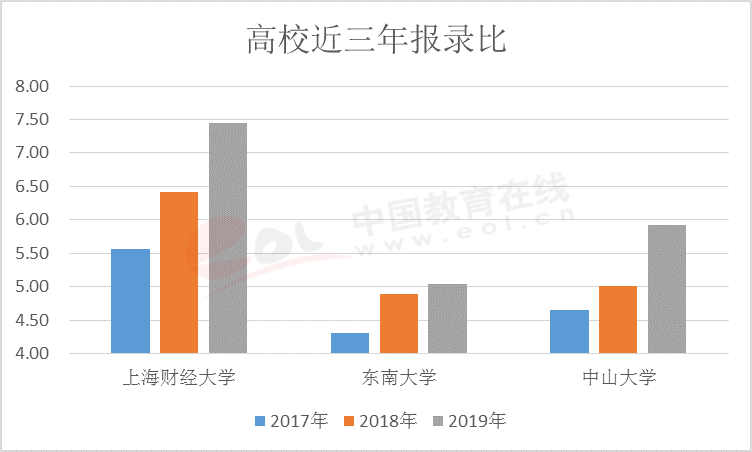 高校近三年报录比
8.00
7.50
7.00
6.50
6.00
5.50
5.00
4.50
4.00
eol 中国教育在线
www.eol.cn
上海财经大学 东南大学 中山大学
2017年 2018年 2019年